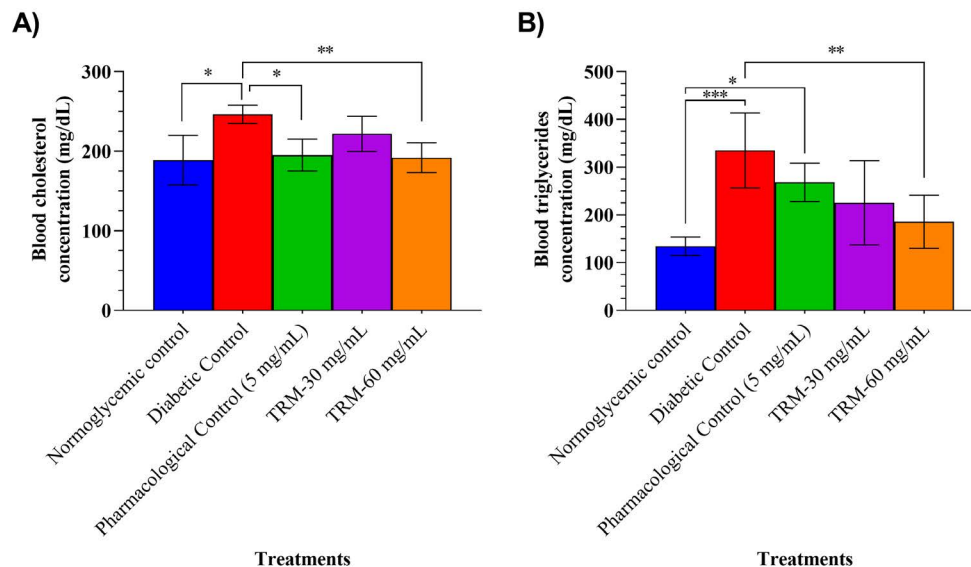 A)
**
*
*
300
200
100
0
Blood cholesterol
concentration (mg/dL)
Normoglycemic control
Diabetic Control
Pharmacological Control (5 mg/mL)
TRM-30 mg/mL
TRM-60 mg/mL
Treatments
B)
**
*
***
500
400
300
200
100
0
Blood triglycerides
concentration (mg/dL)
Normoglycemic control
Diabetic Control
Pharmacological Control (5 mg/mL)
TRM-30 mg/mL
TRM-60 mg/mL
Treatments